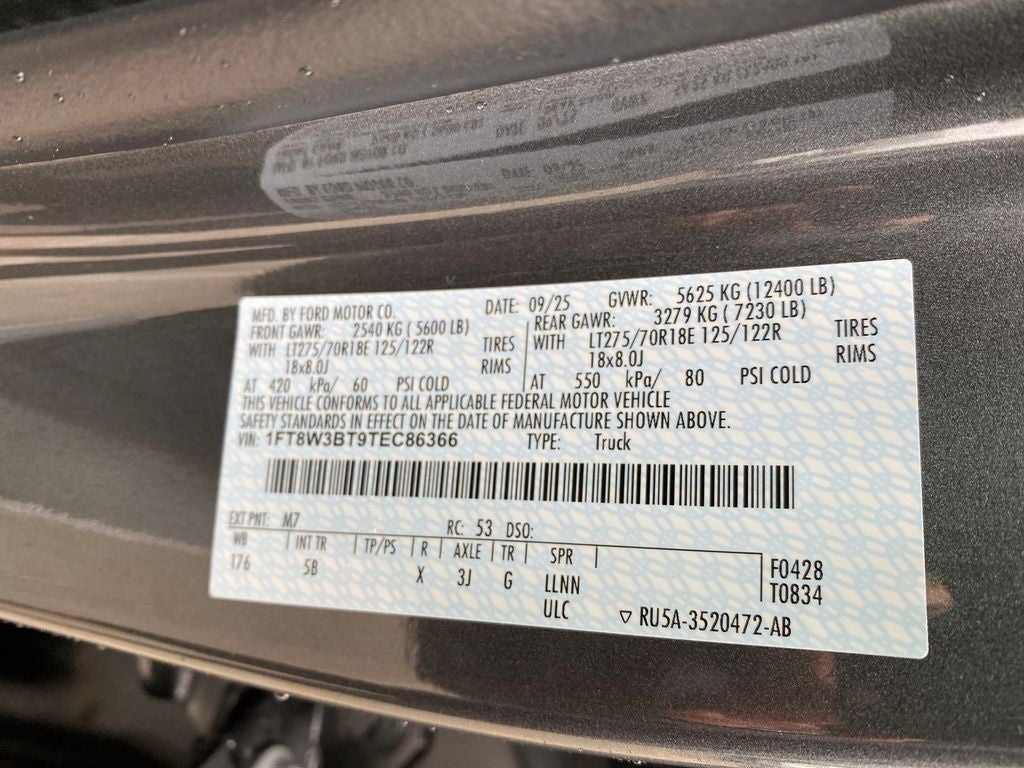 MFD. BY FORD MOTOR CO. DATE: 09/25 GVWR: 5625 KG (12400 LB)
FRONT GAWR: 2540 KG ( 5600 LB) REAR GAWR: 3279 KG ( 7230 LB)
WITH LT275/70R18E 125/122R TIRES WITH LT275/70R18E 125/122R TIRES
18x8.0J RIMS 18x8.0J RIMS
AT 420 kPa/ 60 PSI COLD AT 550 kPa/ 80 PSI COLD
THIS VEHICLE CONFORMS TO ALL APPLICABLE FEDERAL MOTOR VEHICLE
SAFETY STANDARDS IN EFFECT ON THE DATE OF MANUFACTURE SHOWN ABOVE.
VIN: 1FT8W3BT9TEC86366 TYPE: Truck
EXT PNT: M7 RC: 53 DSO:
WB INT TR TP/PS R AXLE TR SPR
176 5B X 3J G LLNN F0428
ULC T0834
RU5A-3520472-AB